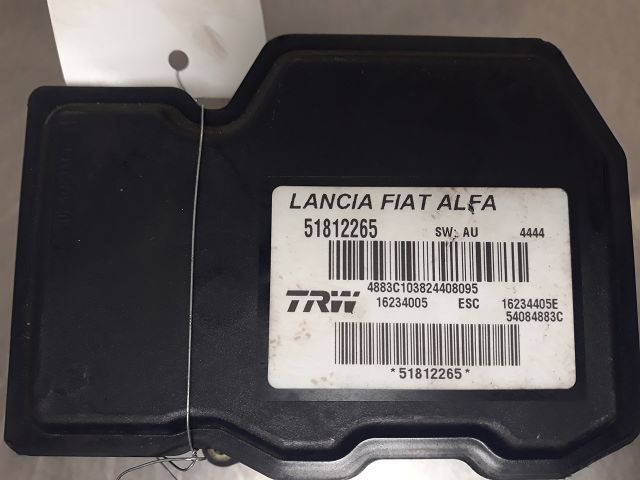 LANCIA FIAT ALFA
51812265 SW: AU 4444
4883C103824408095
TRW 16234005 ESC 16234405E
54084883C
*51812265*